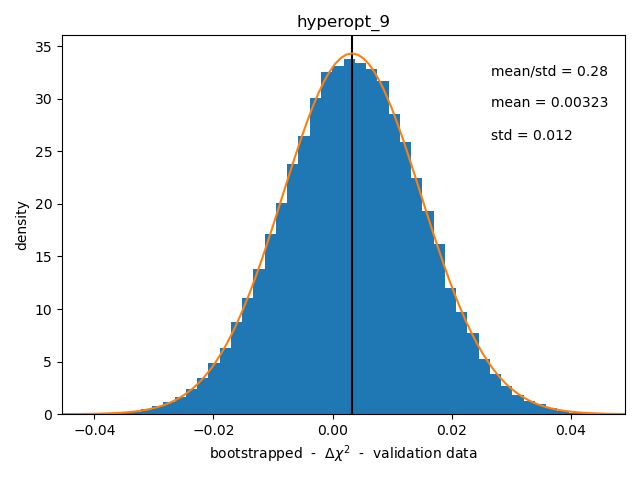 hyperopt_9
35
30
25
20
15
10
5
0
density
mean/std = 0.28
mean = 0.00323
std = 0.012
−0.04 −0.02 0.00 0.02 0.04
bootstrapped - Δχ² - validation data